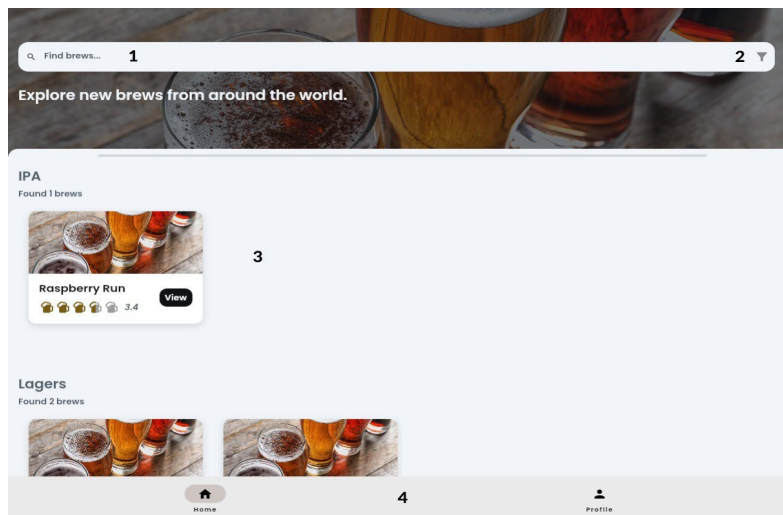 Find brews...
1
2
Explore new brews from around the world.
IPA
Found 1 brews
3
Raspberry Run
View
3.4
Lagers
Found 2 brews
4
Home
Profile